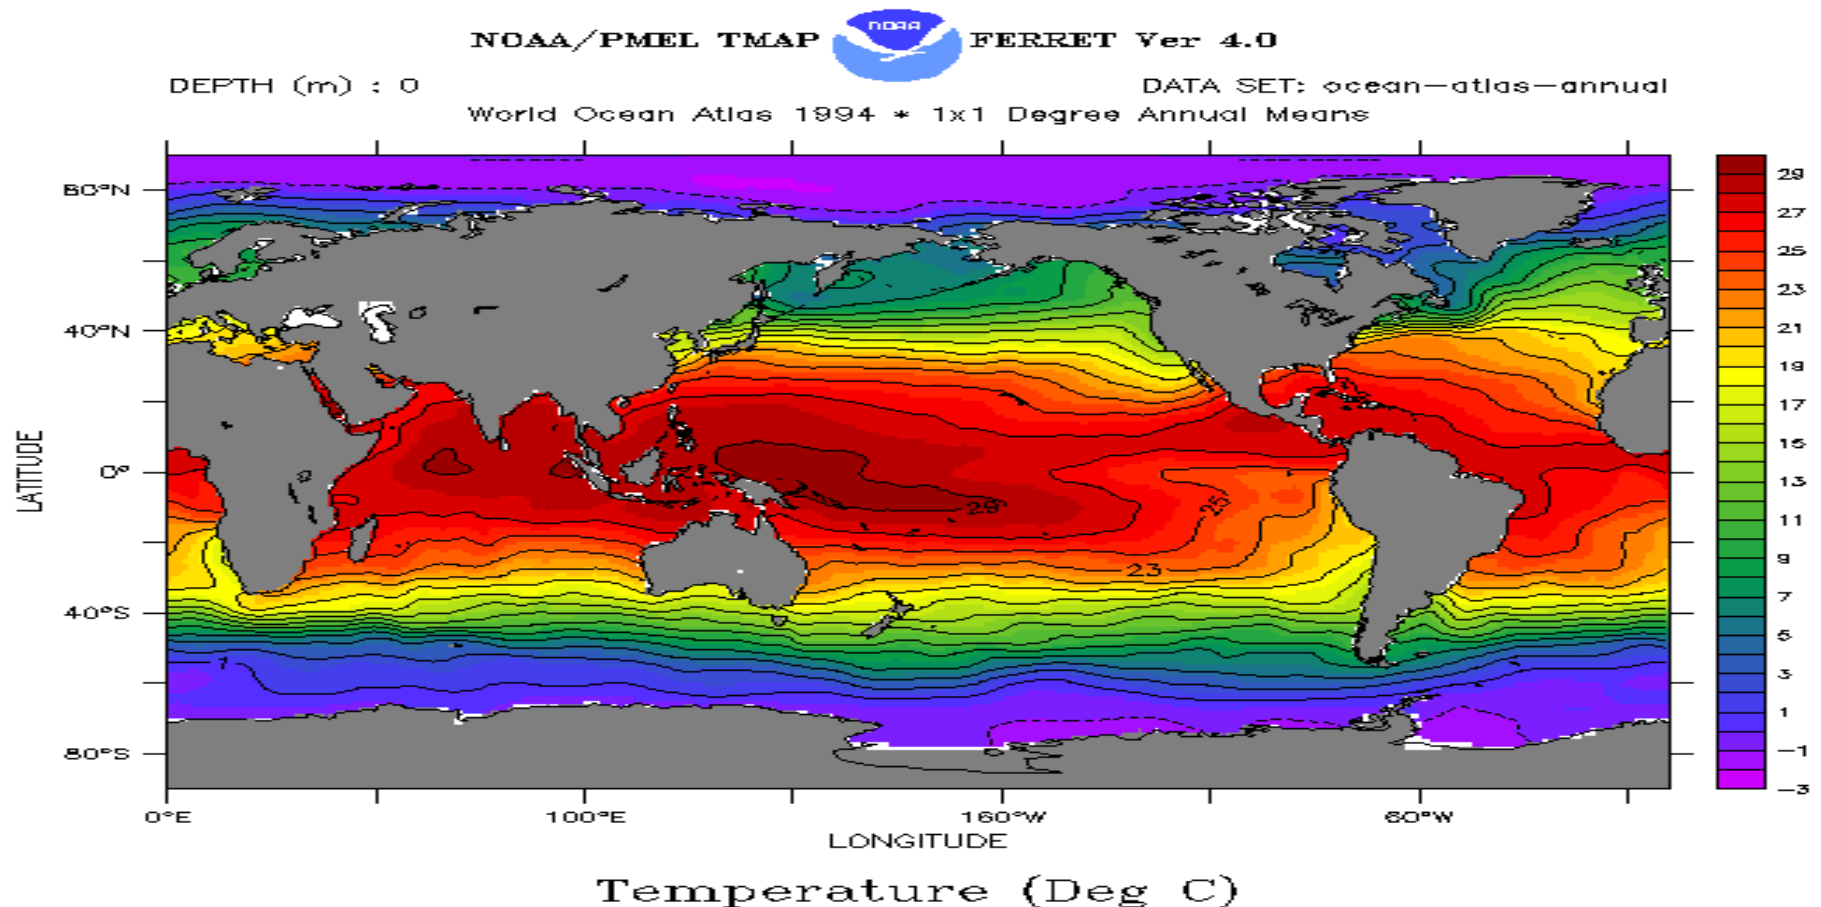 NOAA/PMEL TMAP noaa FERRET Ver 4.0
DEPTH (m) : 0
DATA SET: ocean-atlas-annual
World Ocean Atlas 1994 * 1x1 Degree Annual Means
80°N
40°N
0°
40°S
80°S
LATITUDE
0°E
100°E
160°W
60°W
LONGITUDE
29
25
23
1
29
27
25
23
21
19
17
15
13
11
9
7
5
3
1
-1
-3
Temperature (Deg C)